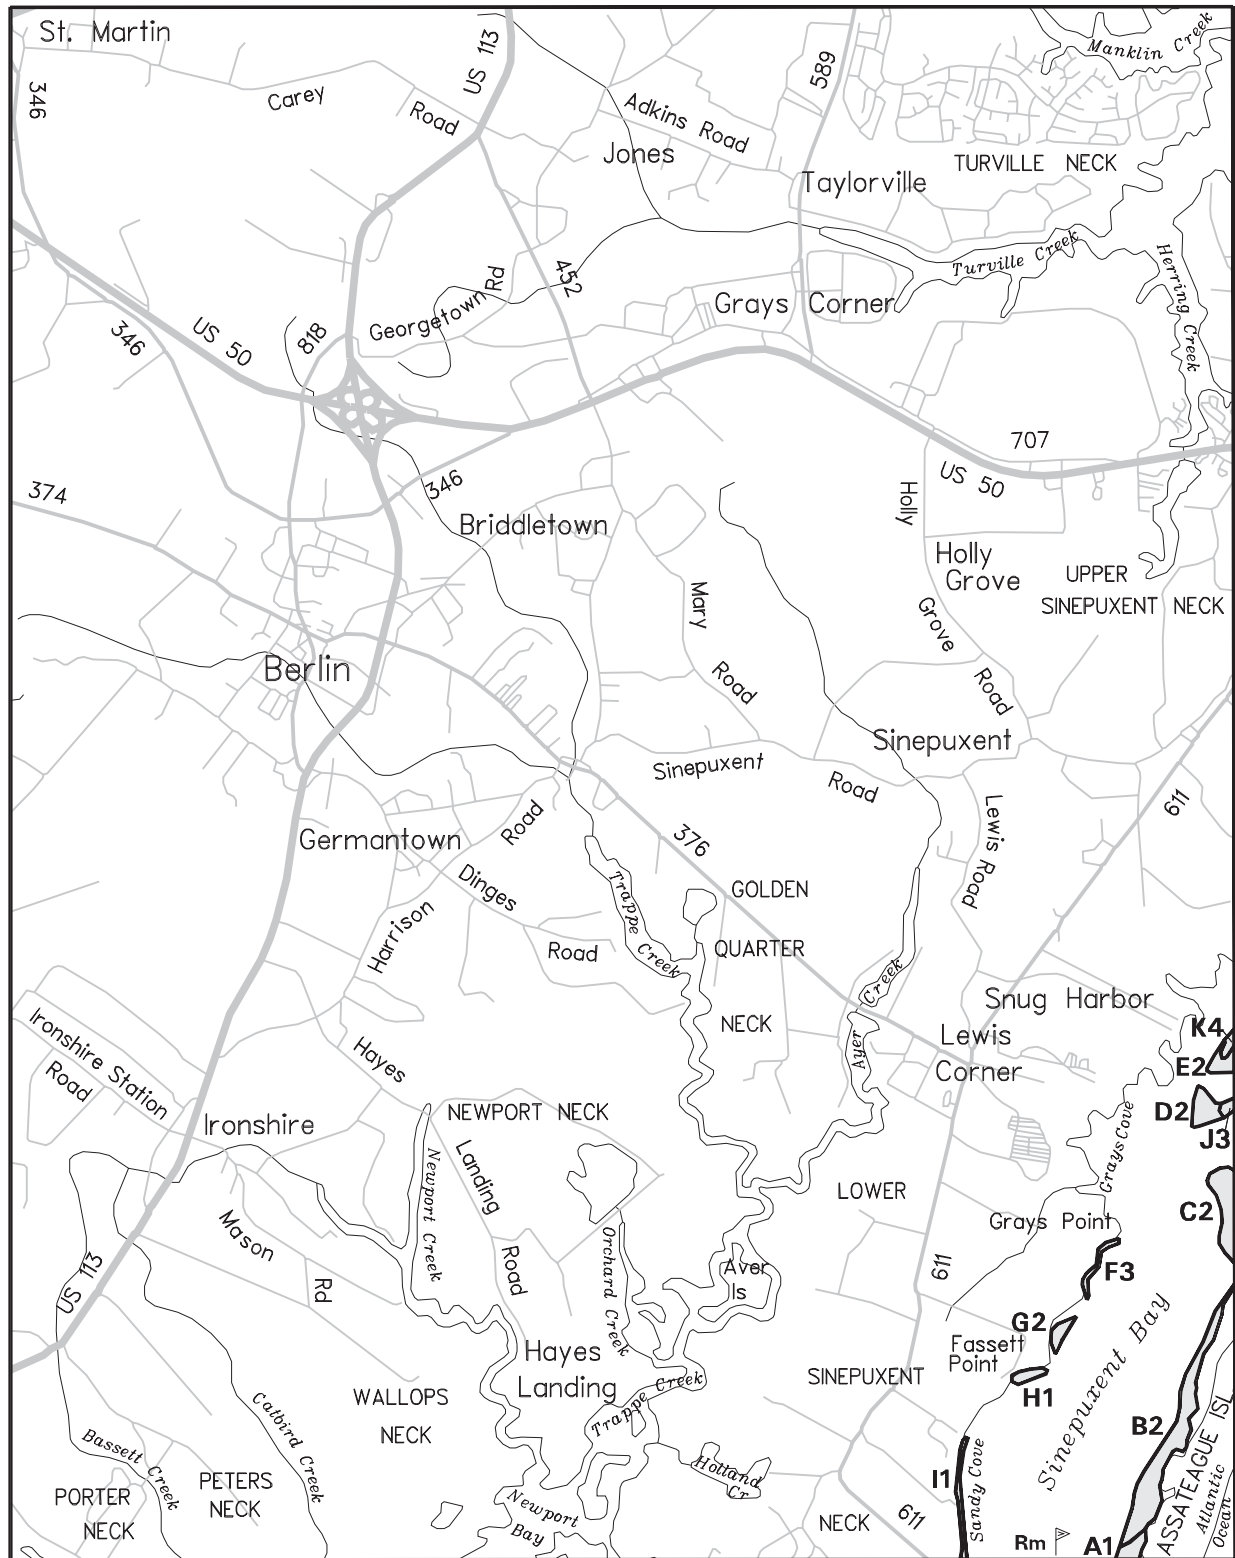 St. Martin
346
Carey
Road
US 113
Adkins Road
Jones
589
Manklin Creek
TURVILLE NECK
Taylorville
Turville Creek
Herring Creek
Georgetown Rd
452
Grays Corner
346
US 50
818
707
US 50
374
346
Briddletown
Holly
Grove
Road
Holly
Grove
UPPER
SINEPUXENT NECK
Mary
Road
Berlin
Sinepuxent
Sinepuxent
Road
611
Lewis Road
Germantown
Road
376
Dinges
Road
Harrison
Trappe Creek
GOLDEN
QUARTER
NECK
Creek
Ayer
Snug Harbor
Lewis
Corner
K4
E2
D2
J3
Ironshire Station
Road
Hayes
Landing
Road
Ironshire
NEWPORT NECK
Newport Creek
Grays Cove
LOWER
C2
Mason
Rd
Grays Point
Orchard Creek
Aver
Is
611
F3
US 113
G2
Fassett
Point
Hayes
Landing
SINEPUXENT
H1
Sinepuxent Bay
WALLOPS
NECK
Trappe Creek
Catbird Creek
Bassett Creek
B2
ASSATEAGUE ISL
Atlantic
Ocean
PETERS
NECK
PORTER
NECK
Holland
Cr
I1
Sandy Cove
Newport
Bay
NECK
611
Rm
A1